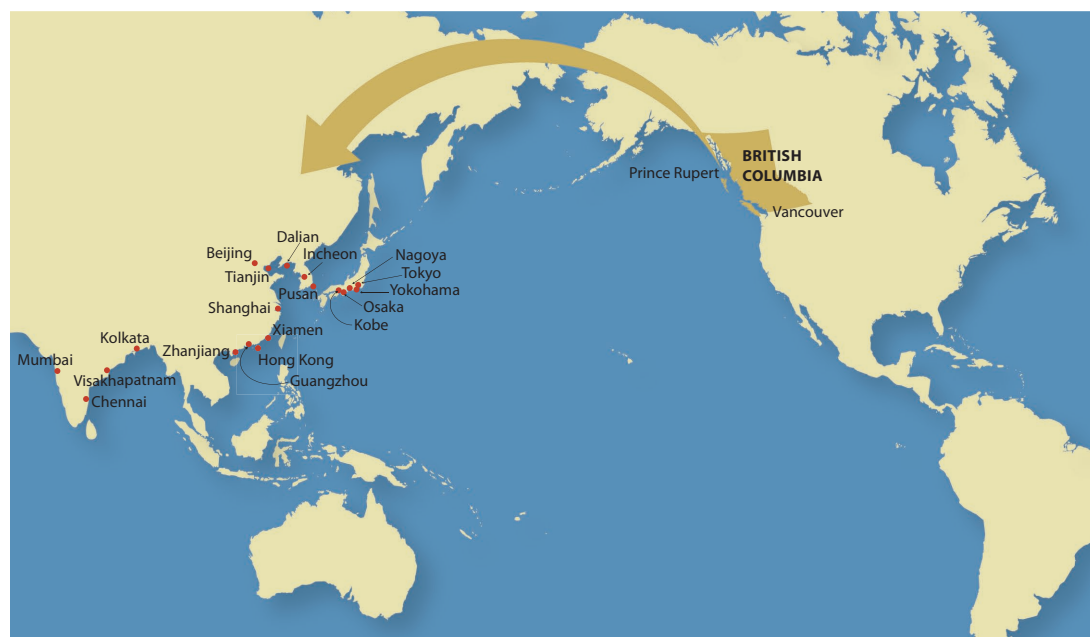 BRITISH
COLUMBIA
Prince Rupert
Vancouver
Dalian
Beijing
Incheon
Nagoya
Tianjin
Tokyo
Pusan
Yokohama
Shanghai
Osaka
Kobe
Xiamen
Kolkata
Zhanjiang
Mumbai
Hong Kong
Visakhapatnam
Guangzhou
Chennai